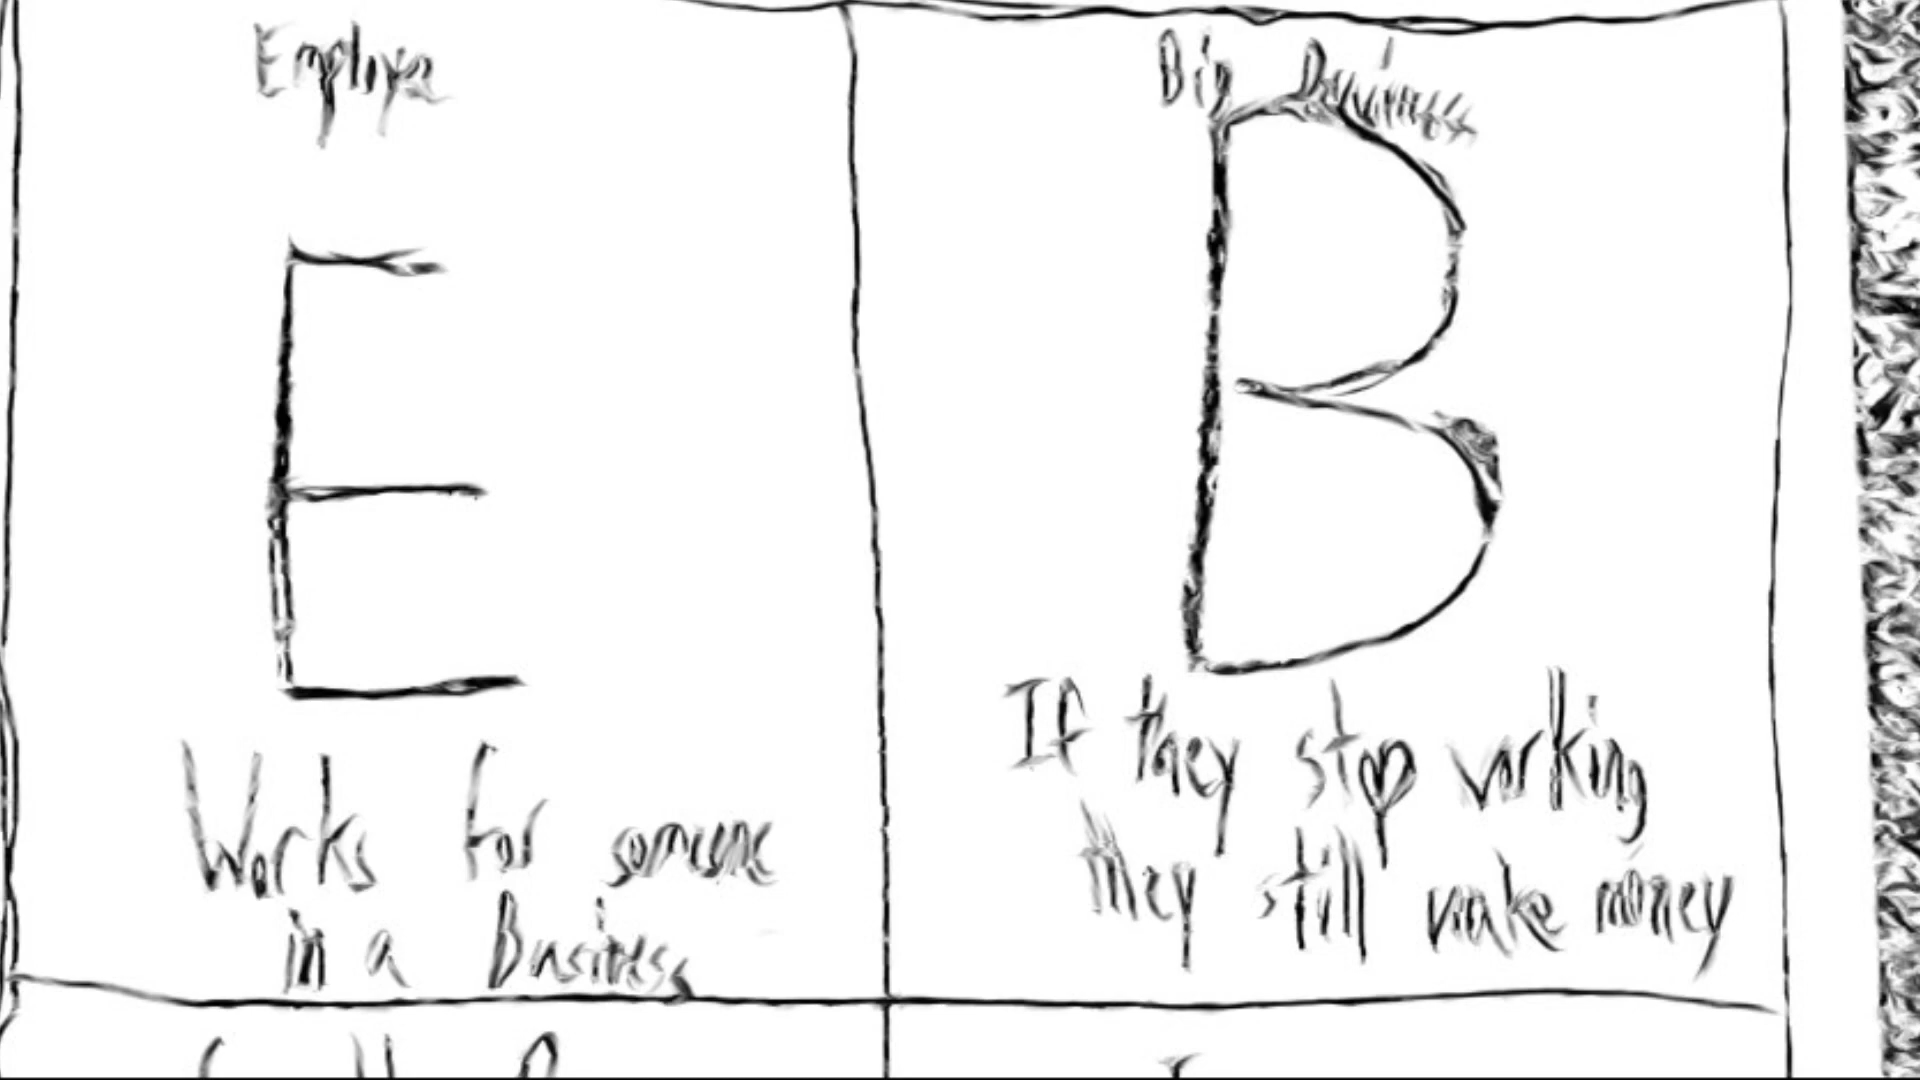 Employee
E
Works for someone
in a Business
Big Business
B
If they stop working
they still make money